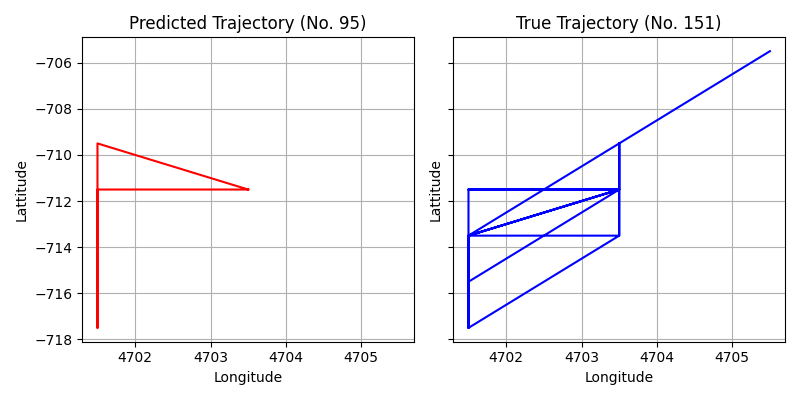 Predicted Trajectory (No. 95)
True Trajectory (No. 151)
Lattitude
−706
−708
−710
−712
−714
−716
−718
4702
4703
4704
4705
Longitude
Lattitude
4702
4703
4704
4705
Longitude